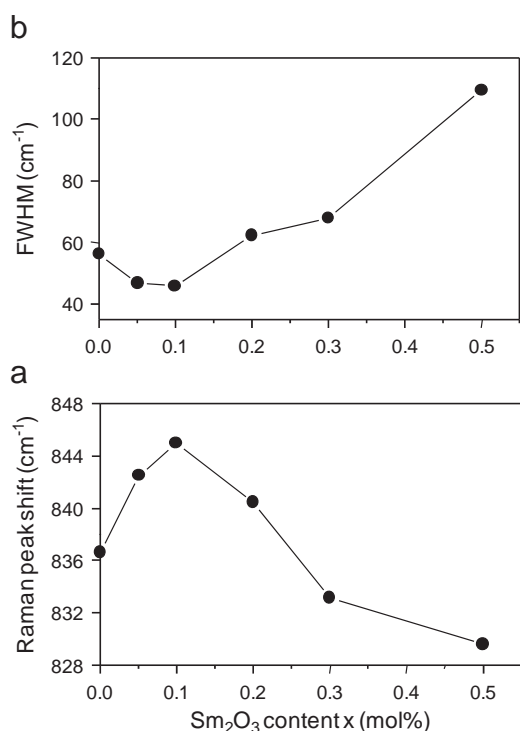 b
120
100
80
60
40
FWHM (cm⁻¹)
0.0 0.1 0.2 0.3 0.4 0.5
a
848
844
840
836
832
828
Raman peak shift (cm⁻¹)
0.0 0.1 0.2 0.3 0.4 0.5
Sm₂O₃ content x (mol%)